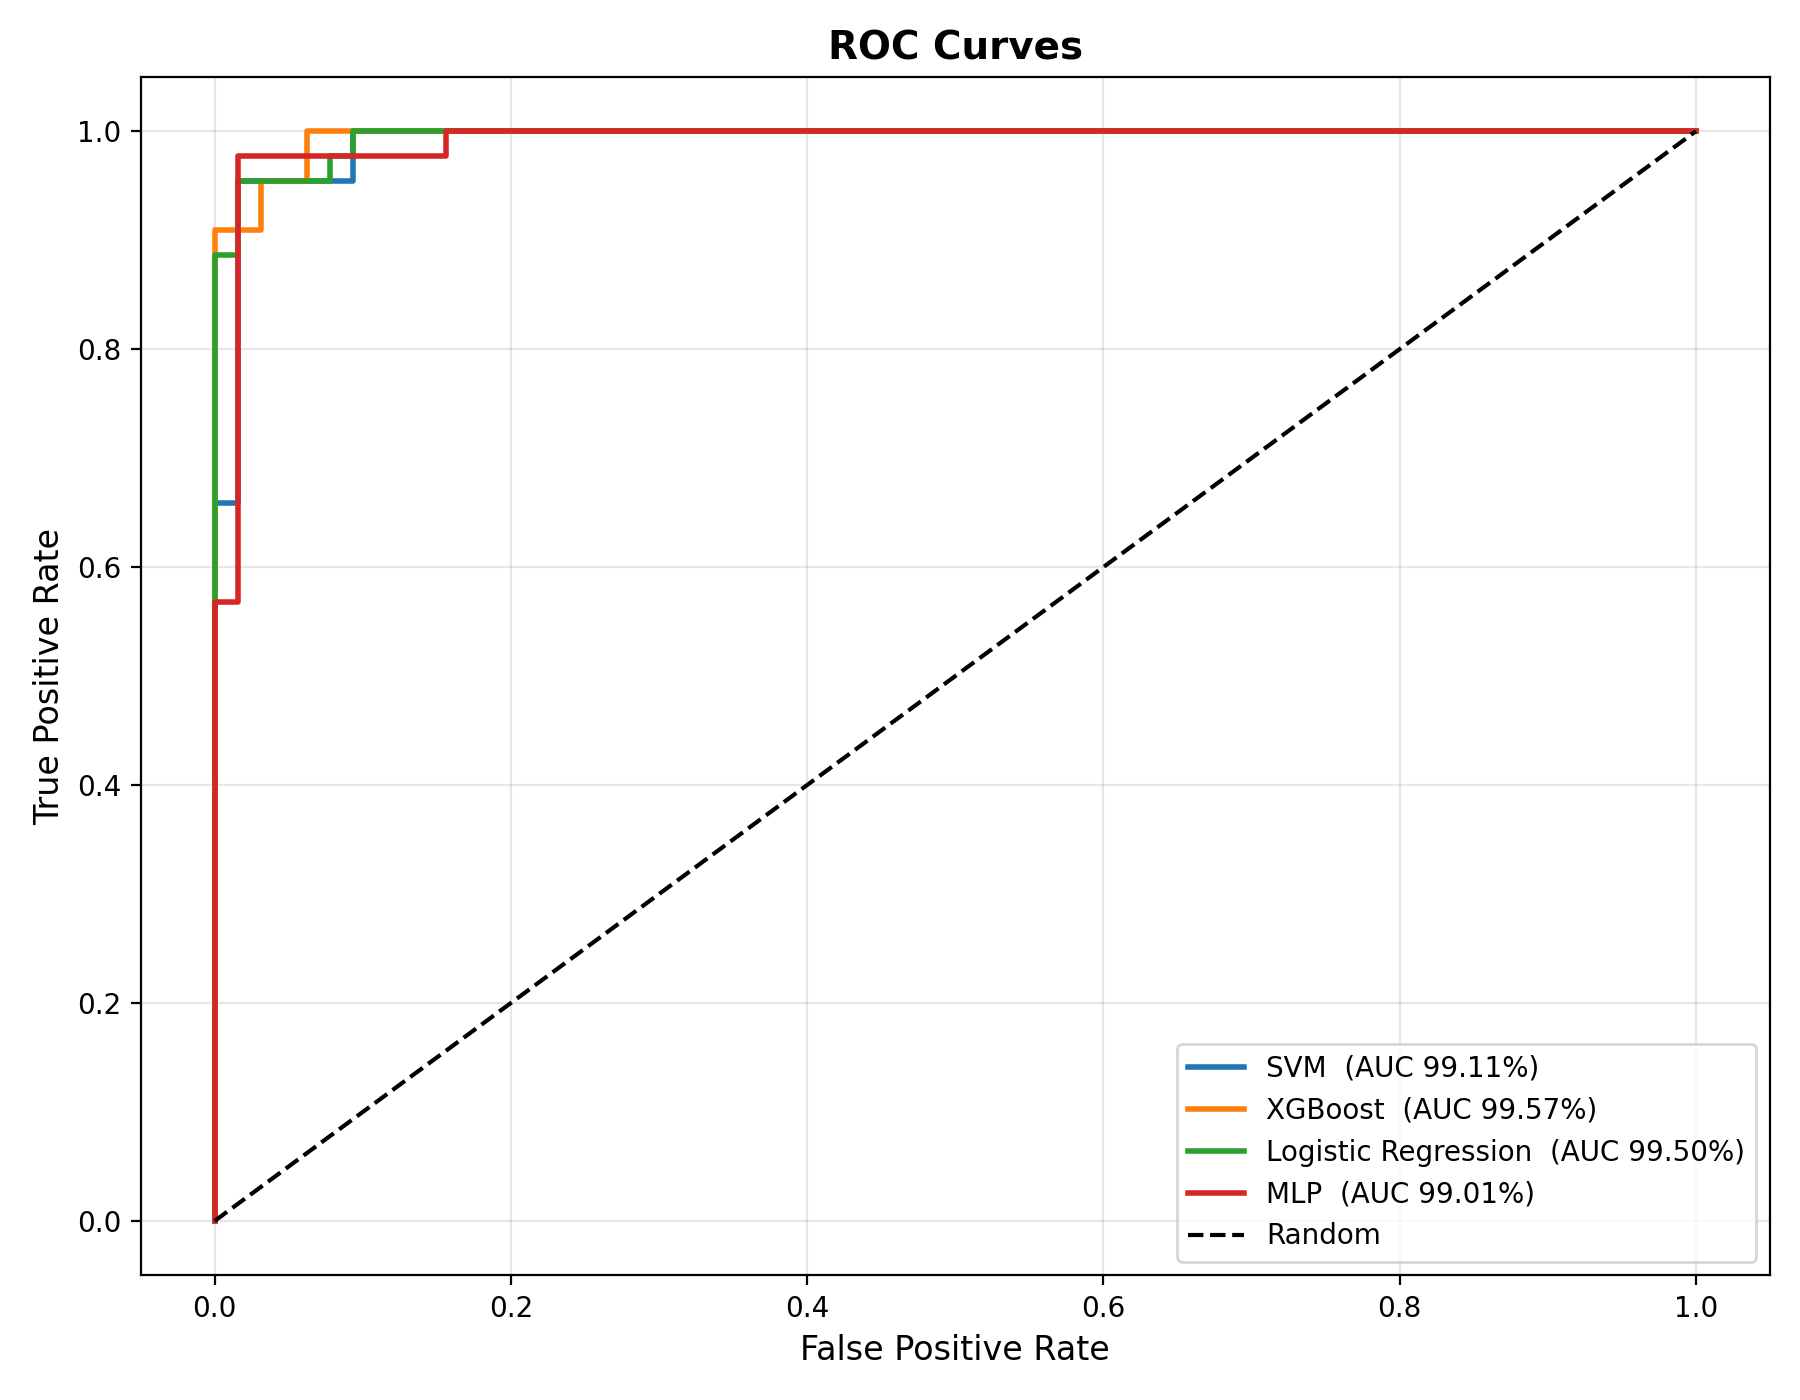 ROC Curves
1.0
0.8
0.6
0.4
0.2
0.0
True Positive Rate
0.0 0.2 0.4 0.6 0.8 1.0
False Positive Rate
SVM (AUC 99.11%)
XGBoost (AUC 99.57%)
Logistic Regression (AUC 99.50%)
MLP (AUC 99.01%)
Random